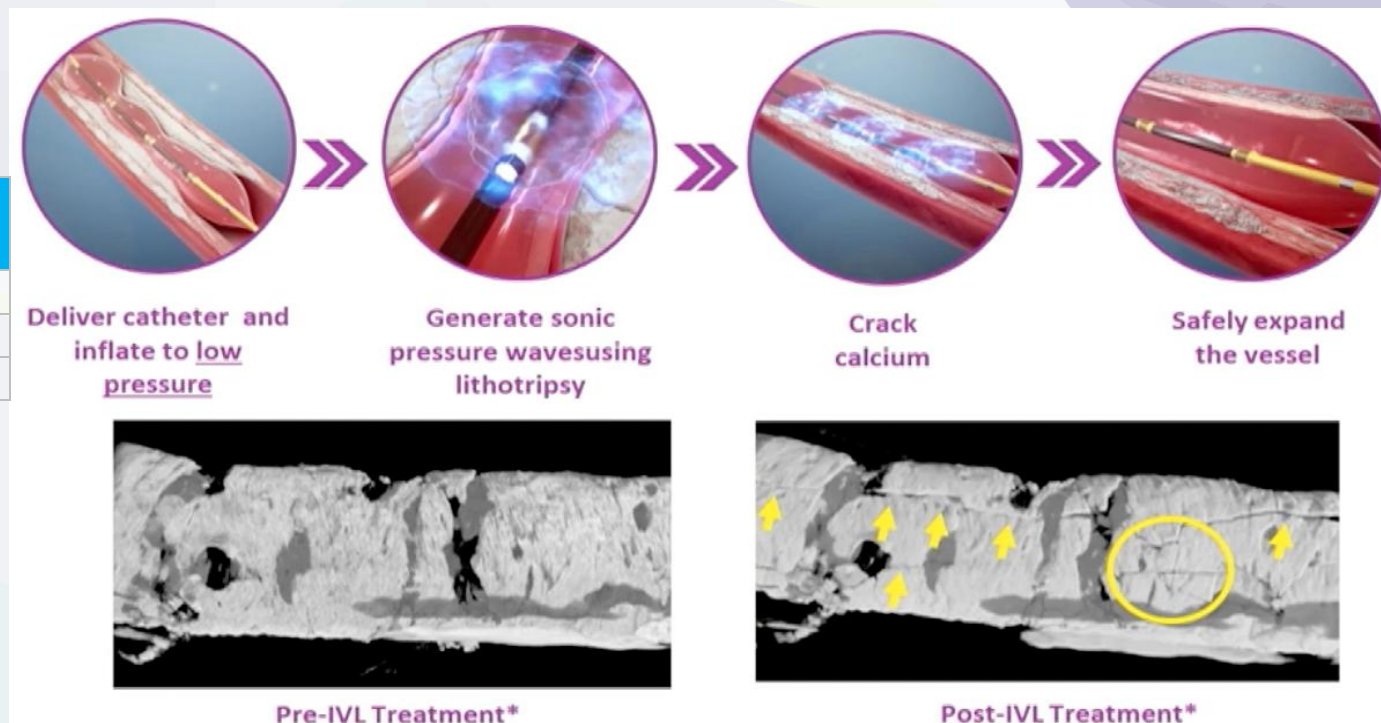 Deliver catheter and
inflate to low
pressure
Generate sonic
pressure wavesusing
lithotripsy
Crack
calcium
Safely expand
the vessel
Pre-IVL Treatment*
Post-IVL Treatment*